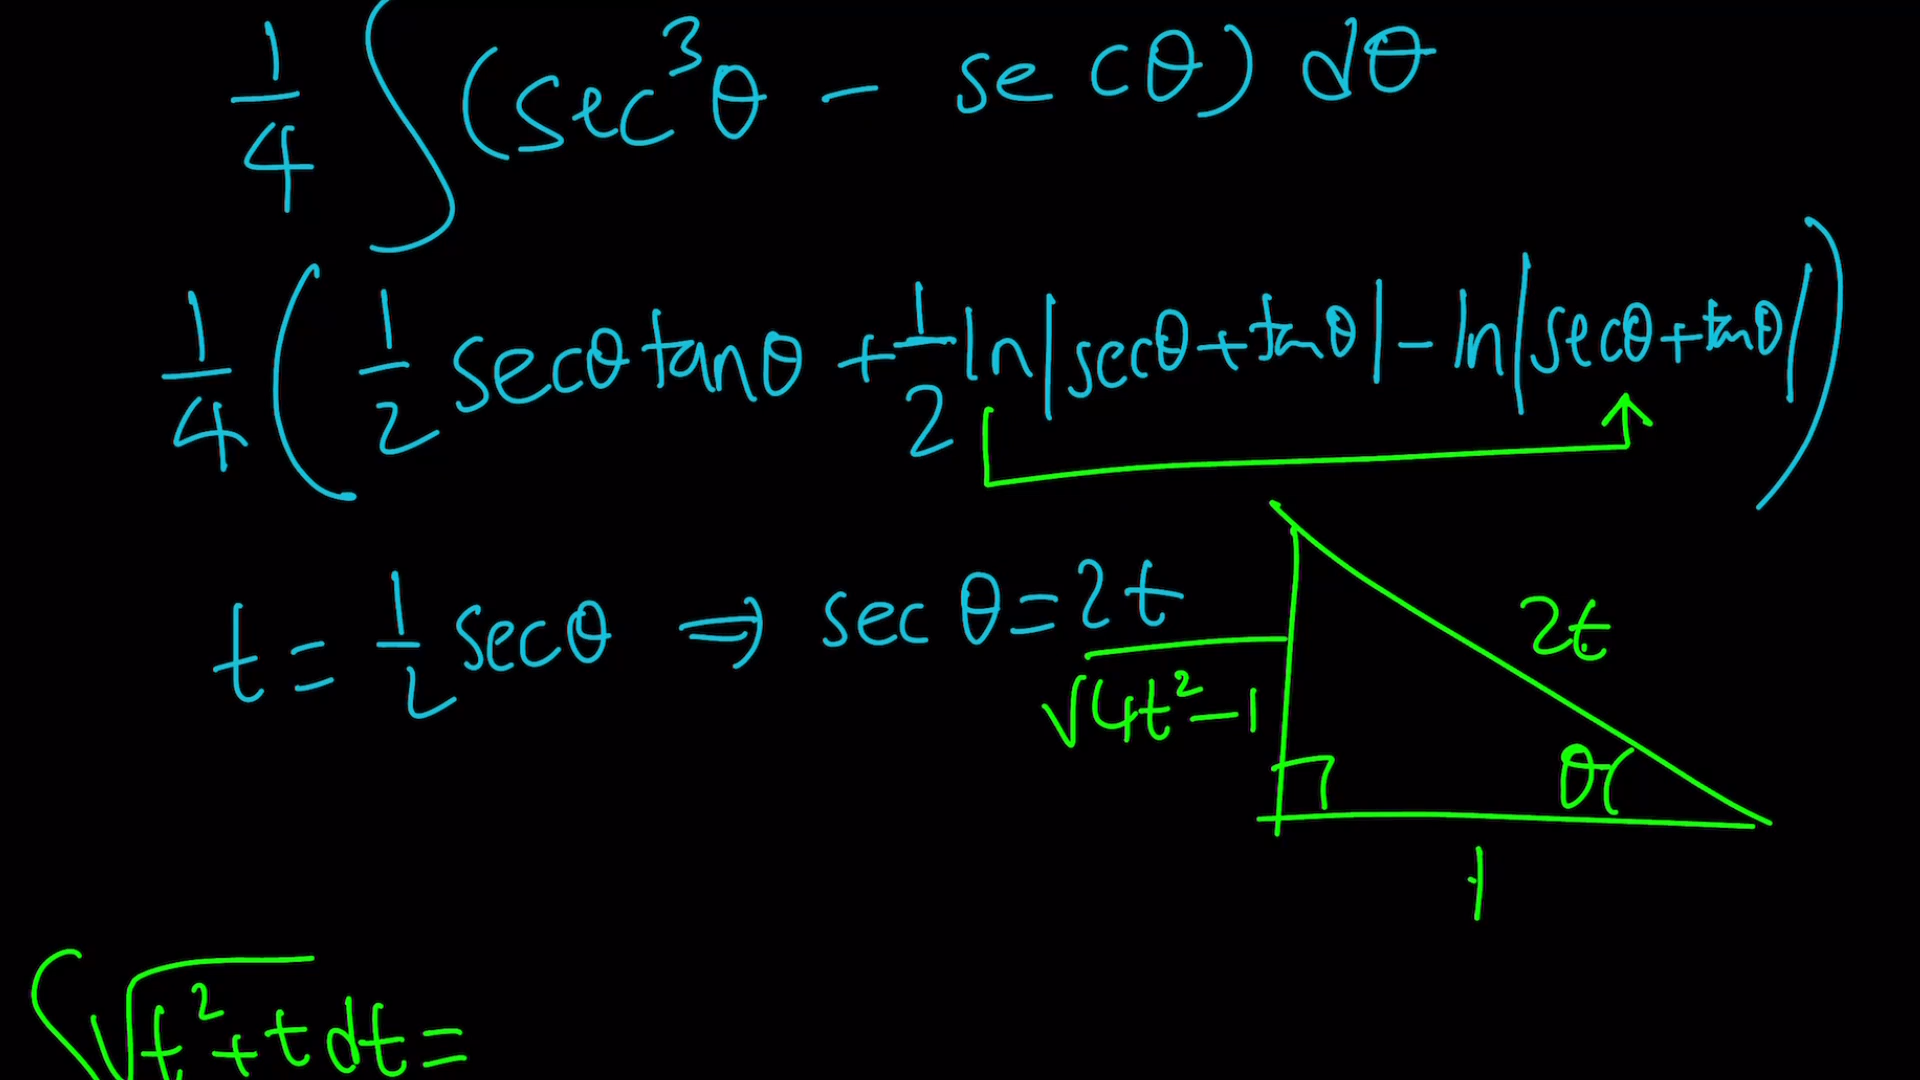 1/4 ∫ (sec³θ − secθ) dθ
1/4 ( 1/2 secθ tanθ + 1/2 ln|secθ + tanθ| − ln|secθ + tanθ| )
t = 1/2 secθ ⇒ secθ = 2t
2t
√(4t² − 1)
θ
1
∫ √(t² + t) dt =